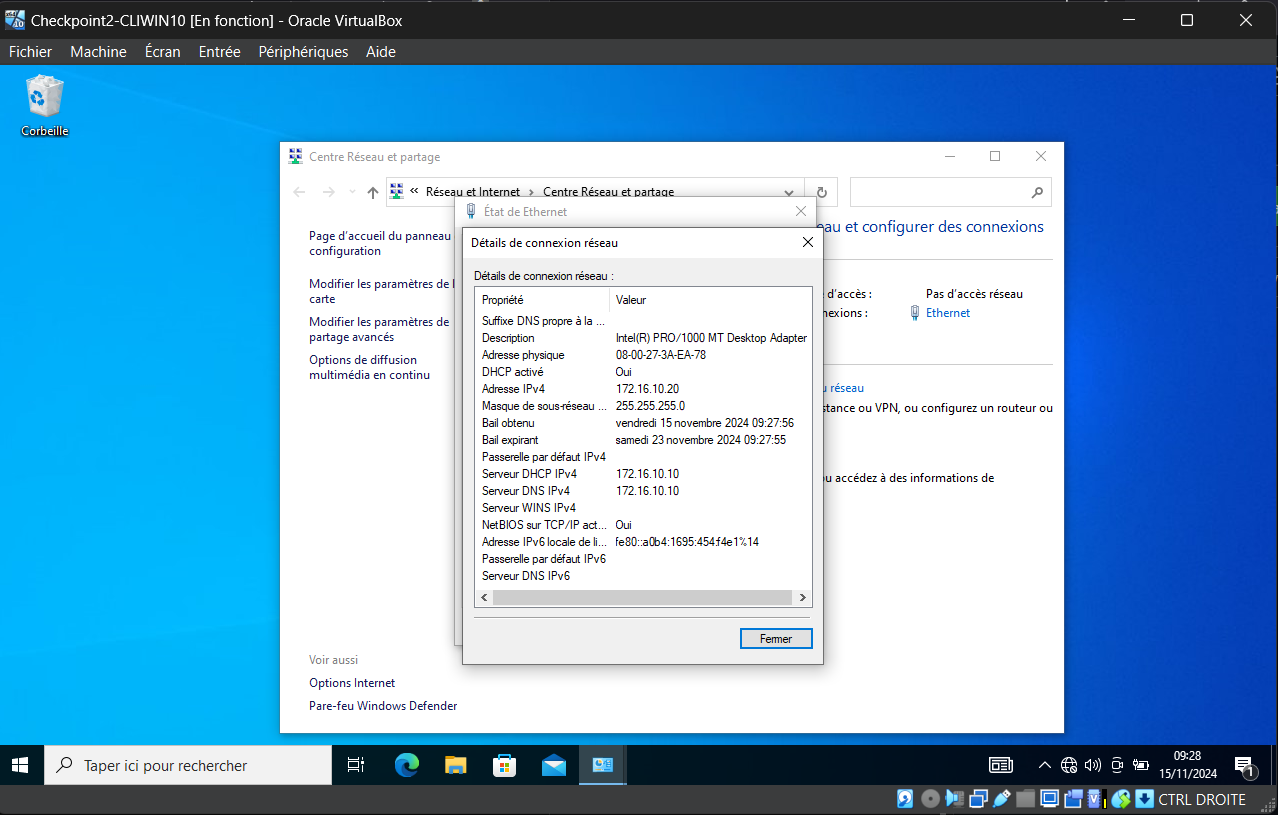 Checkpoint2-CLIWIN10 [En fonction] - Oracle VirtualBox
Fichier Machine Écran Entrée Périphériques Aide
Corbeille
Centre Réseau et partage
« Réseau et Internet › Centre Réseau et partage
État de Ethernet
Page d'accueil du panneau
configuration
Modifier les paramètres de
carte
Modifier les paramètres de
partage avancés
Options de diffusion
multimédia en continu
et configurer des connexions
d'accès : Pas d'accès réseau
Ethernet
réseau
ou VPN, ou configurez un routeur ou
accédez à des informations de
Détails de connexion réseau
Détails de connexion réseau :
Propriété Valeur
Suffixe DNS propre à la ...
Description Intel(R) PRO/1000 MT Desktop Adapter
Adresse physique 08-00-27-3A-EA-78
DHCP activé Oui
Adresse IPv4 172.16.10.20
Masque de sous-réseau ... 255.255.255.0
Bail obtenu vendredi 15 novembre 2024 09:27:56
Bail expirant samedi 23 novembre 2024 09:27:55
Passerelle par défaut IPv4
Serveur DHCP IPv4 172.16.10.10
Serveur DNS IPv4 172.16.10.10
Serveur WINS IPv4
NetBIOS sur TCP/IP act... Oui
Adresse IPv6 locale de li... fe80::a0b4:1695:454f:f4e1%14
Passerelle par défaut IPv6
Serveur DNS IPv6
Fermer
Voir aussi
Options Internet
Pare-feu Windows Defender
Taper ici pour rechercher
09:28
15/11/2024
1
CTRL DROITE